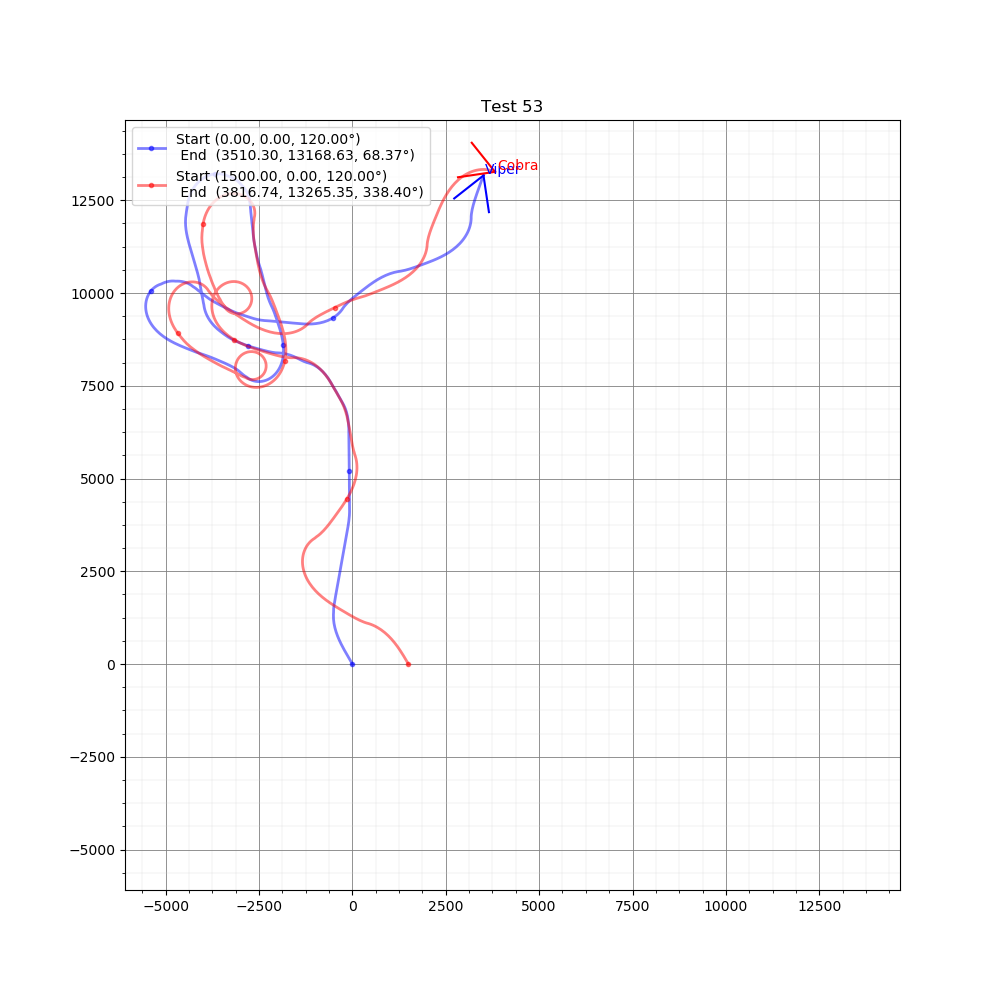 Test 53
Start (0.00, 0.00, 120.00°)
End  (3510.30, 13168.63, 68.37°)
Start (1500.00, 0.00, 120.00°)
End  (3816.74, 13265.35, 338.40°)
Cobra
Viper
12500
10000
7500
5000
2500
0
−2500
−5000
−5000
−2500
0
2500
5000
7500
10000
12500